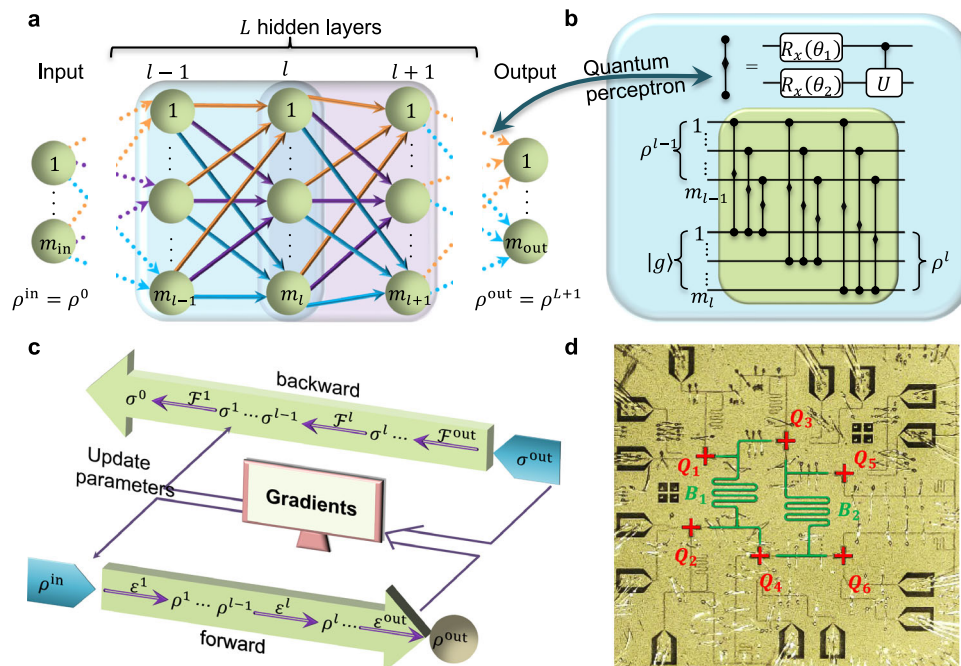 a
L hidden layers
Input
l − 1
l
l + 1
Output
1
1
1
1
1
⋮
⋮
⋮
⋮
⋮
⋮
⋮
⋮
m_in
m_out
m_{l−1}
m_l
m_{l+1}
ρ^in = ρ^0
ρ^out = ρ^{L+1}
b
Quantum
perceptron
=
R_x(θ_1)
R_x(θ_2)
U
1
⋮
ρ^{l−1}
⋮
m_{l−1}
1
⋮
|g⟩
⋮
m_l
ρ^l
c
backward
σ^0
ℱ^1
σ^1 ⋯ σ^{l−1}
ℱ^l
σ^l ⋯
ℱ^out
σ^out
Update
parameters
Gradients
ρ^in
ε^1
ρ^1 ⋯ ρ^{l−1}
ε^l
ρ^l ⋯
ε^out
ρ^out
forward
d
Q_3
Q_1
Q_5
B_1
B_2
Q_2
Q_4
Q_6